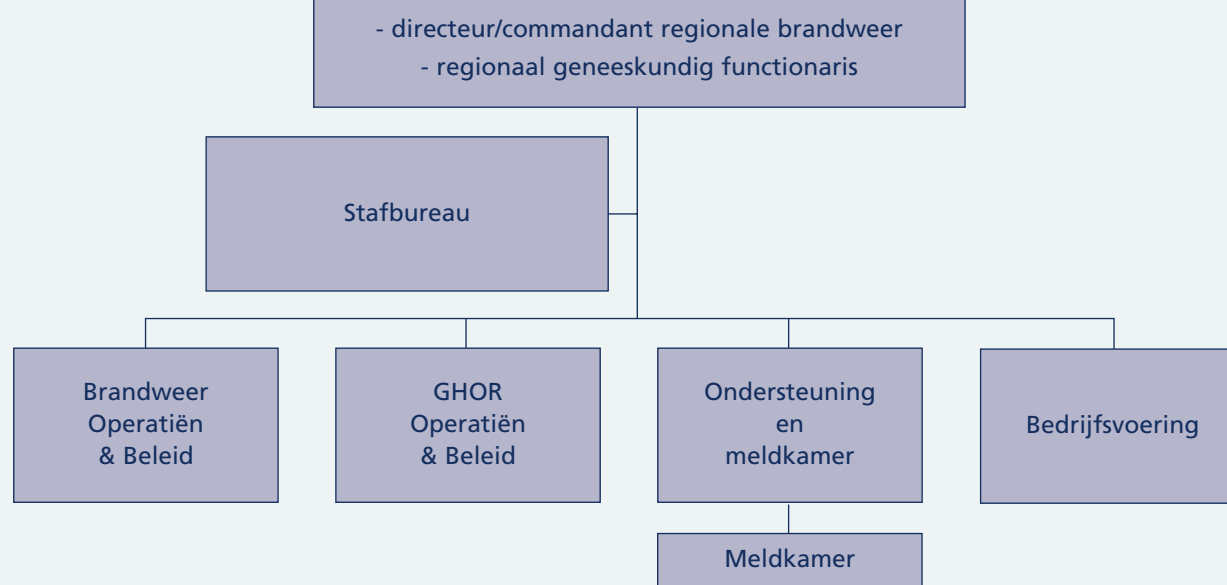 - directeur/commandant regionale brandweer
- regionaal geneeskundig functionaris
Stafbureau
Brandweer
Operatiën
& Beleid
GHOR
Operatiën
& Beleid
Ondersteuning
en
meldkamer
Bedrijfsvoering
Meldkamer